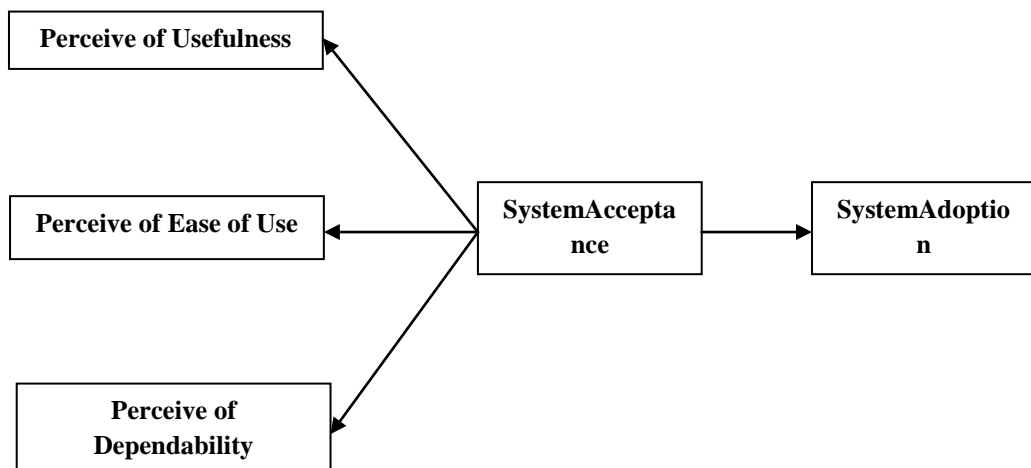 Perceive of Usefulness
Perceive of Ease of Use
SystemAccepta
nce
SystemAdoptio
n
Perceive of
Dependability